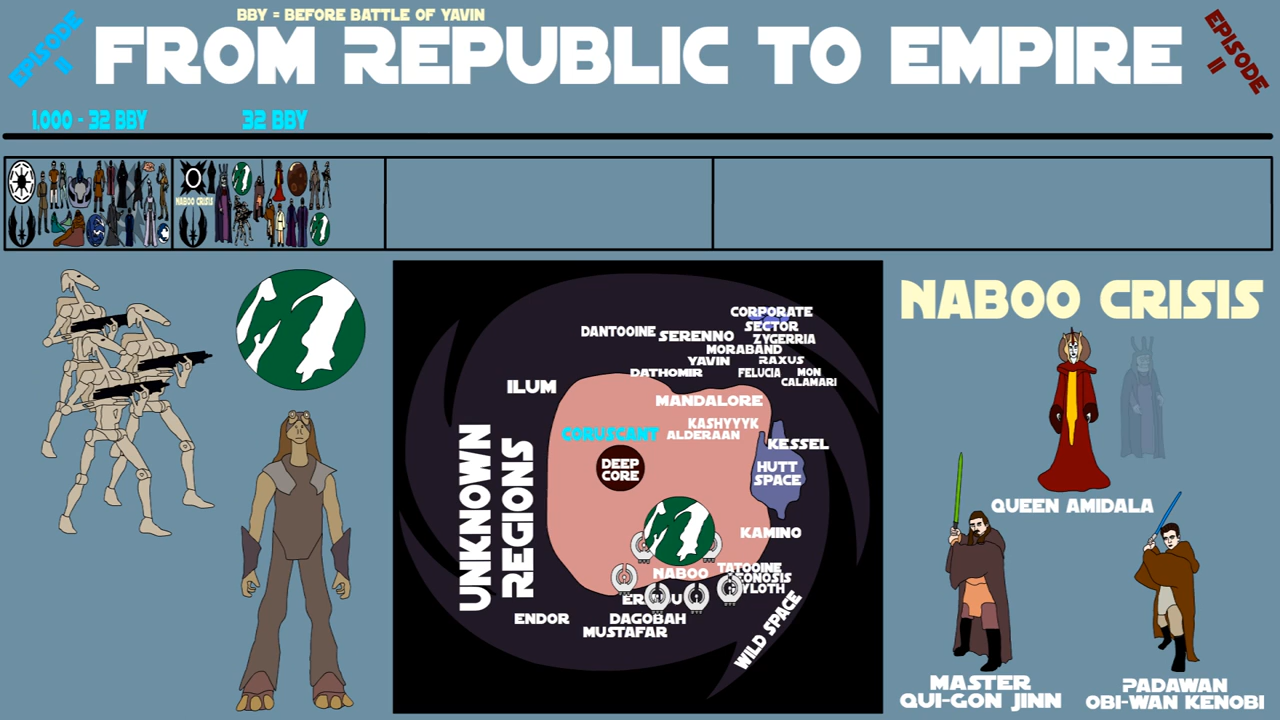 BBY = BEFORE BATTLE OF YAVIN
EPISODE
II
FROM REPUBLIC TO EMPIRE
EPISODE
II
1.000 - 32 BBY
32 BBY
NABOO CRISIS
NABOO CRISIS
CORPORATE
SECTOR
DANTOOINE
SERENNO
ZYGERRIA
MORABAND
YAVIN
RAXUS
DATHOMIR
FELUCIA
MON
CALAMARI
ILUM
MANDALORE
KASHYYYK
CORUSCANT
ALDERAAN
KESSEL
DEEP
CORE
HUTT
SPACE
UNKNOWN
REGIONS
KAMINO
NABOO
TATOOINE
ENDOR
DAGOBAH
MUSTAFAR
WILD SPACE
QUEEN AMIDALA
MASTER
QUI-GON JINN
PADAWAN
OBI-WAN KENOBI